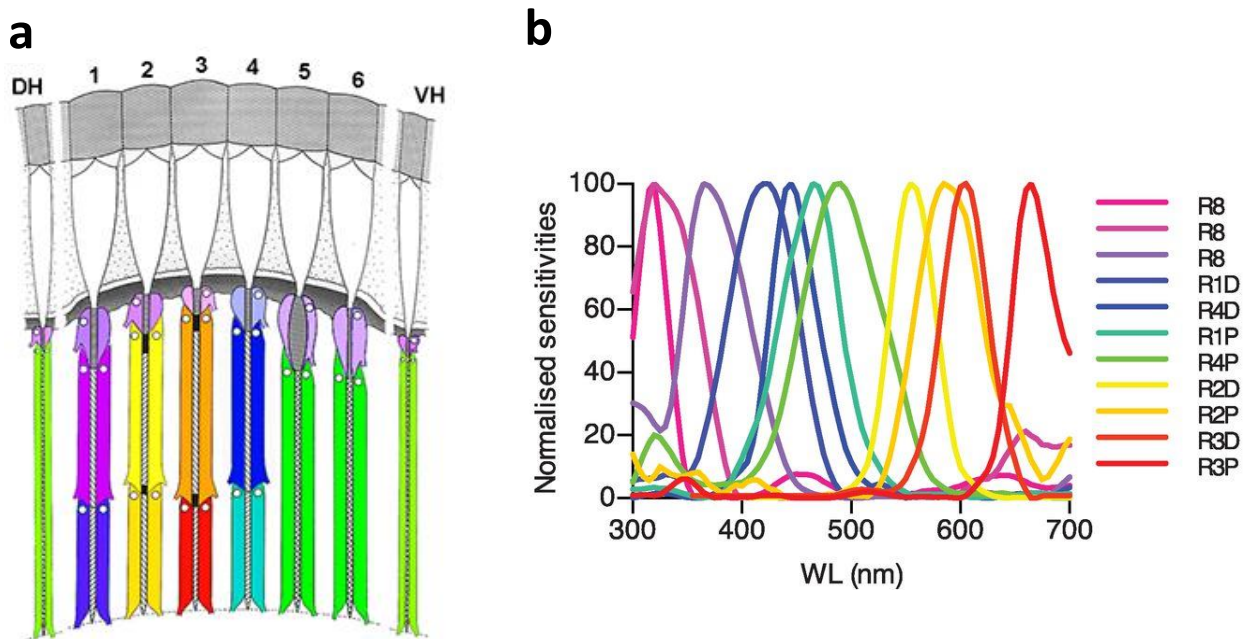 a
b
DH 1 2 3 4 5 6 VH
100
80
60
40
20
0
Normalised sensitivities
300 400 500 600 700
WL (nm)
R8
R8
R8
R1D
R4D
R1P
R4P
R2D
R2P
R3D
R3P